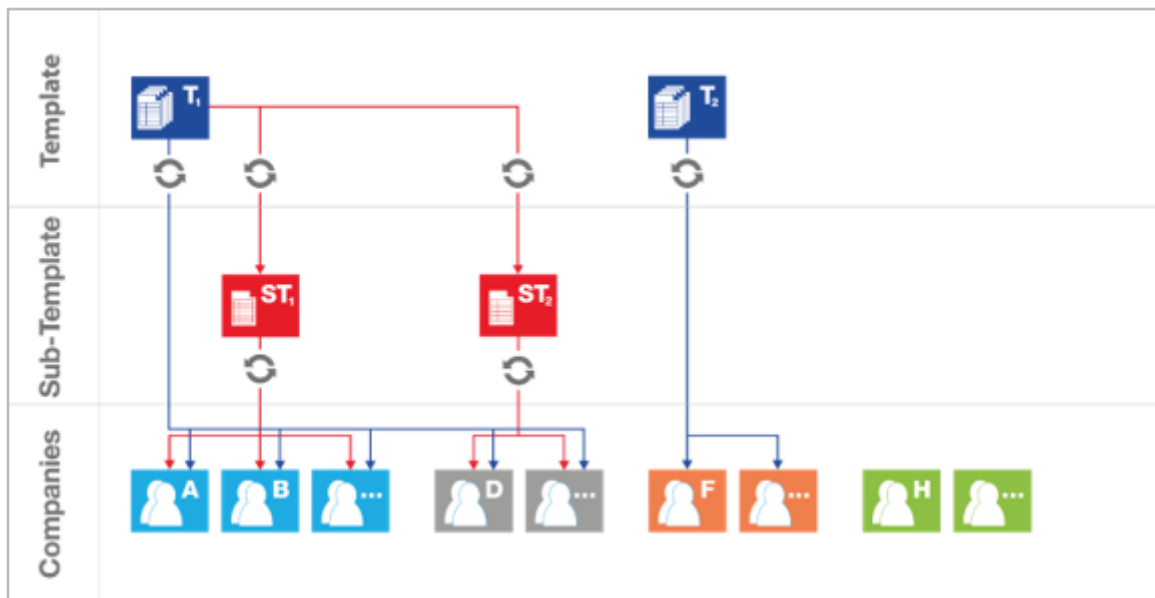 Template
T₁
T₂
Sub-Template
ST₁
ST₂
Companies
A
B
...
D
...
F
...
H
...